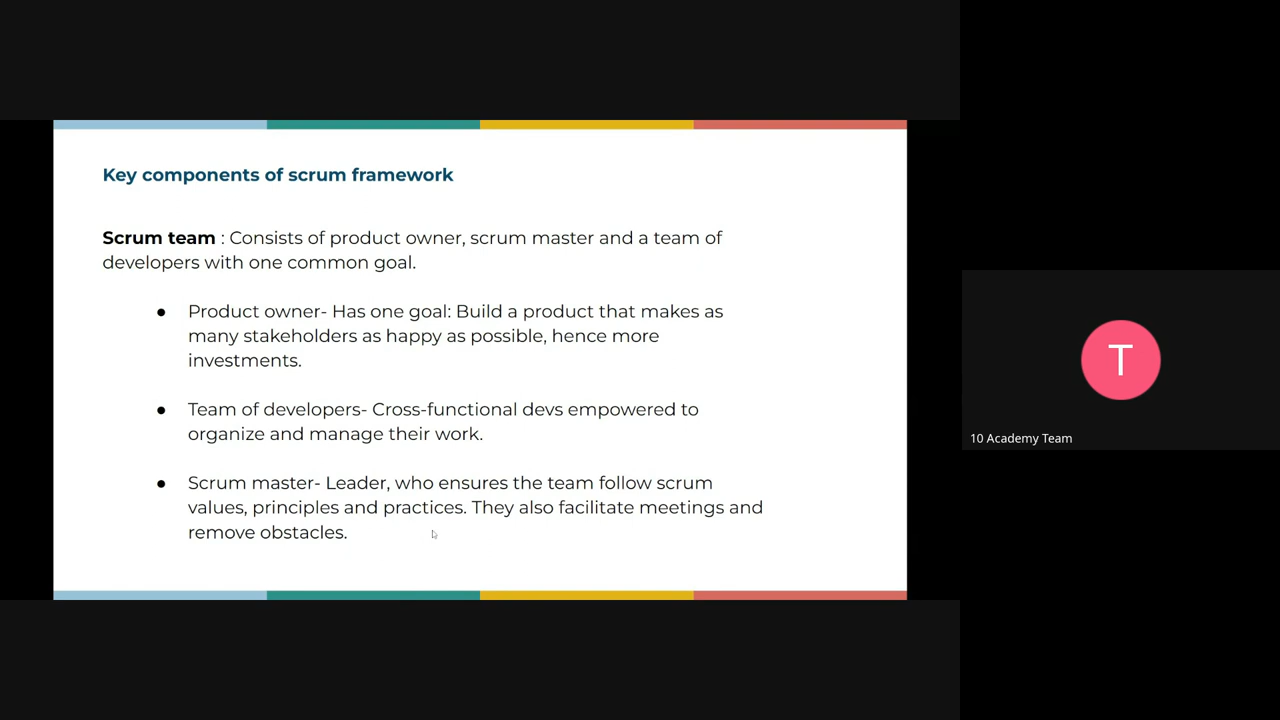 Key components of scrum framework
Scrum team : Consists of product owner, scrum master and a team of
developers with one common goal.
● Product owner- Has one goal: Build a product that makes as
many stakeholders as happy as possible, hence more
investments.
● Team of developers- Cross-functional devs empowered to
organize and manage their work.
● Scrum master- Leader, who ensures the team follow scrum
values, principles and practices. They also facilitate meetings and
remove obstacles.
T
10 Academy Team